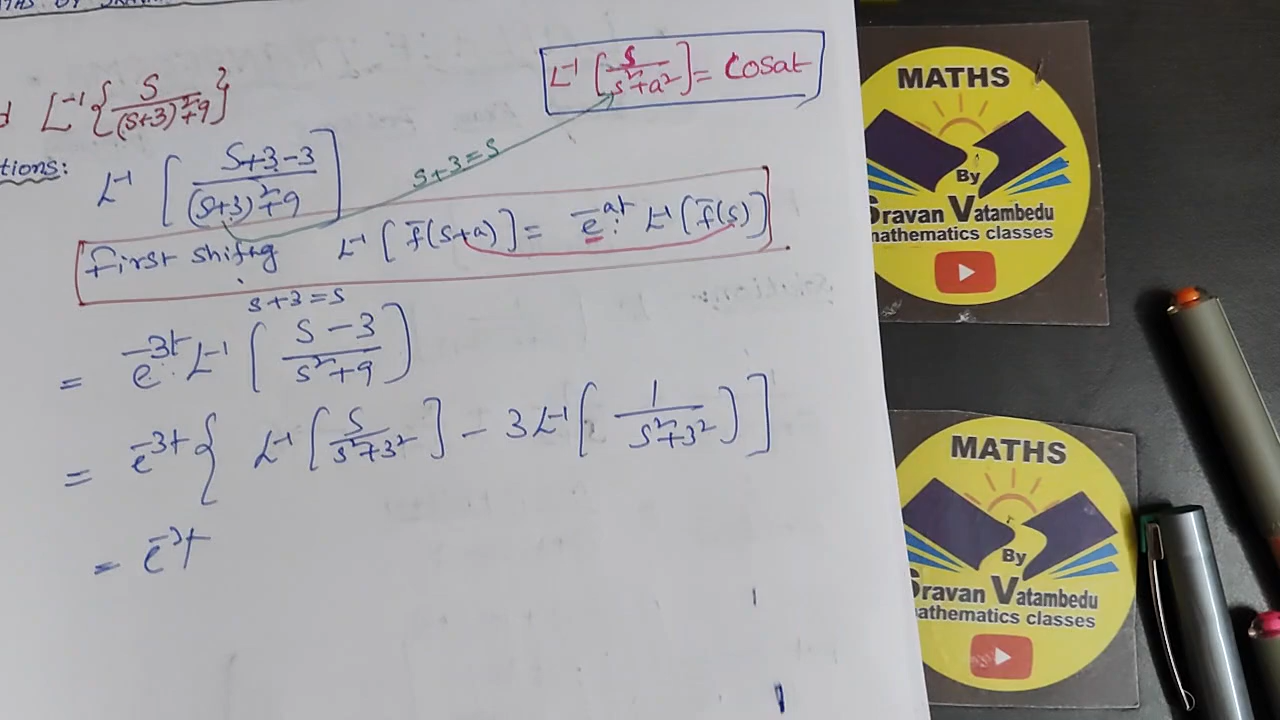 L⁻¹[s/(s²+a²)] = Cosat
L⁻¹{s/((s+3)²+9)}
tions: L⁻¹[(s+3-3)/((s+3)²+9)]
s+3=s
First shifting L⁻¹[f̄(s+a)] = e^-at. L⁻¹[f̄(s)]
s+3=s
= e^-3t. L⁻¹[(s-3)/(s²+9)]
= e^-3t{ L⁻¹[s/(s²+3²)] - 3L⁻¹[1/(s²+3²)]]
= e^-3t
MATHS
By
Sravan Vatambedu
mathematics classes
MATHS
By
Sravan Vatambedu
mathematics classes